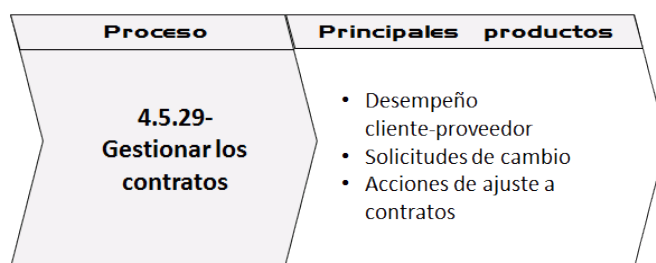 Proceso
Principales productos
4.5.29-
Gestionar los
contratos
• Desempeño
cliente-proveedor
• Solicitudes de cambio
• Acciones de ajuste a
contratos